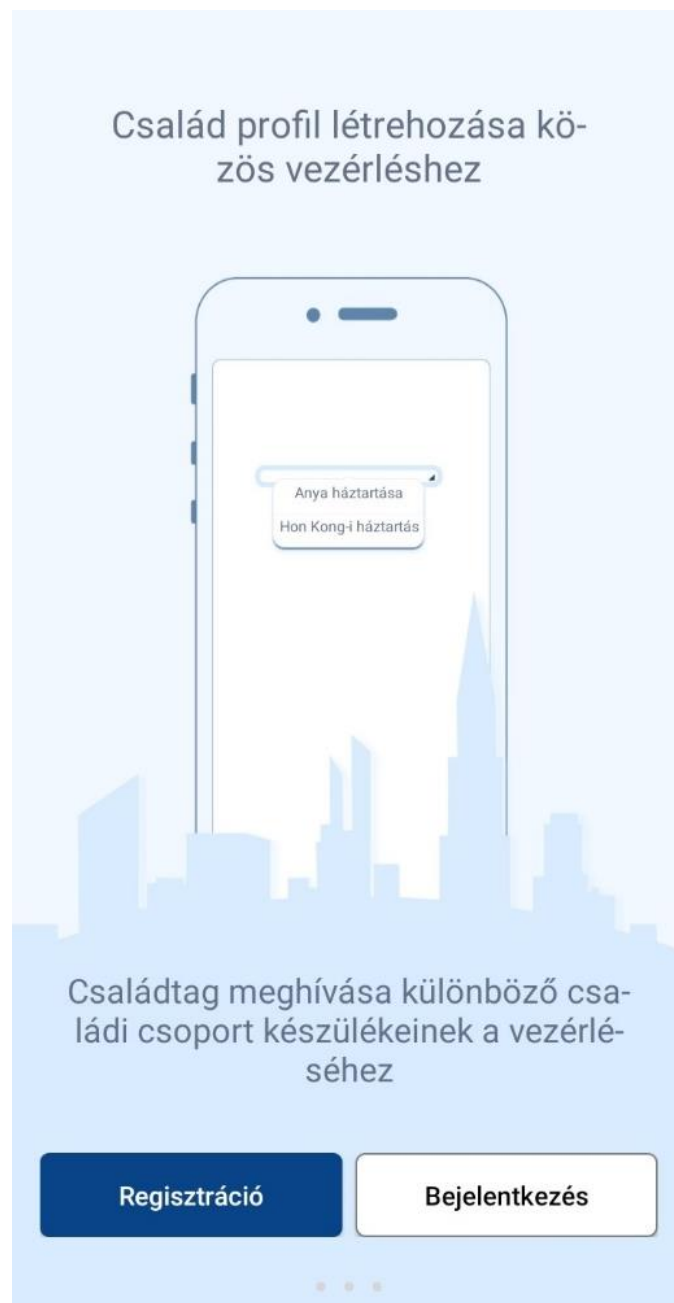 Család profil létrehozása kö-
zös vezérléshez
Anya háztartása
Hon Kong-i háztartás
Családtag meghívása különböző csa-
ládi csoport készülékeinek a vezérlé-
séhez
Regisztráció
Bejelentkezés